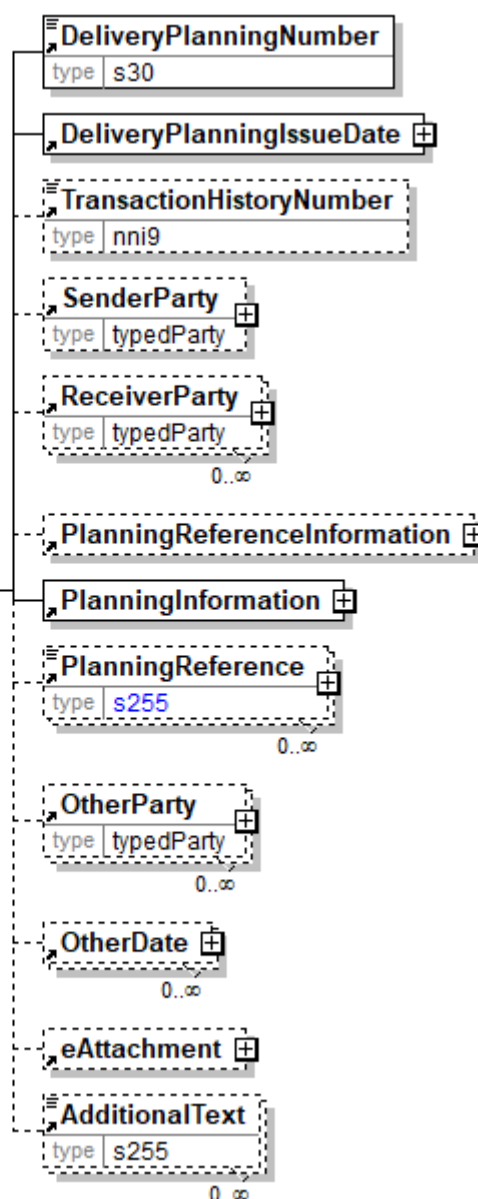 DeliveryPlanningNumber
type s30
DeliveryPlanningIssueDate
TransactionHistoryNumber
type nni9
SenderParty
type typedParty
ReceiverParty
type typedParty
0..∞
PlanningReferenceInformation
PlanningInformation
PlanningReference
type s255
0..∞
OtherParty
type typedParty
0..∞
OtherDate
0..∞
eAttachment
AdditionalText
type s255
0..∞